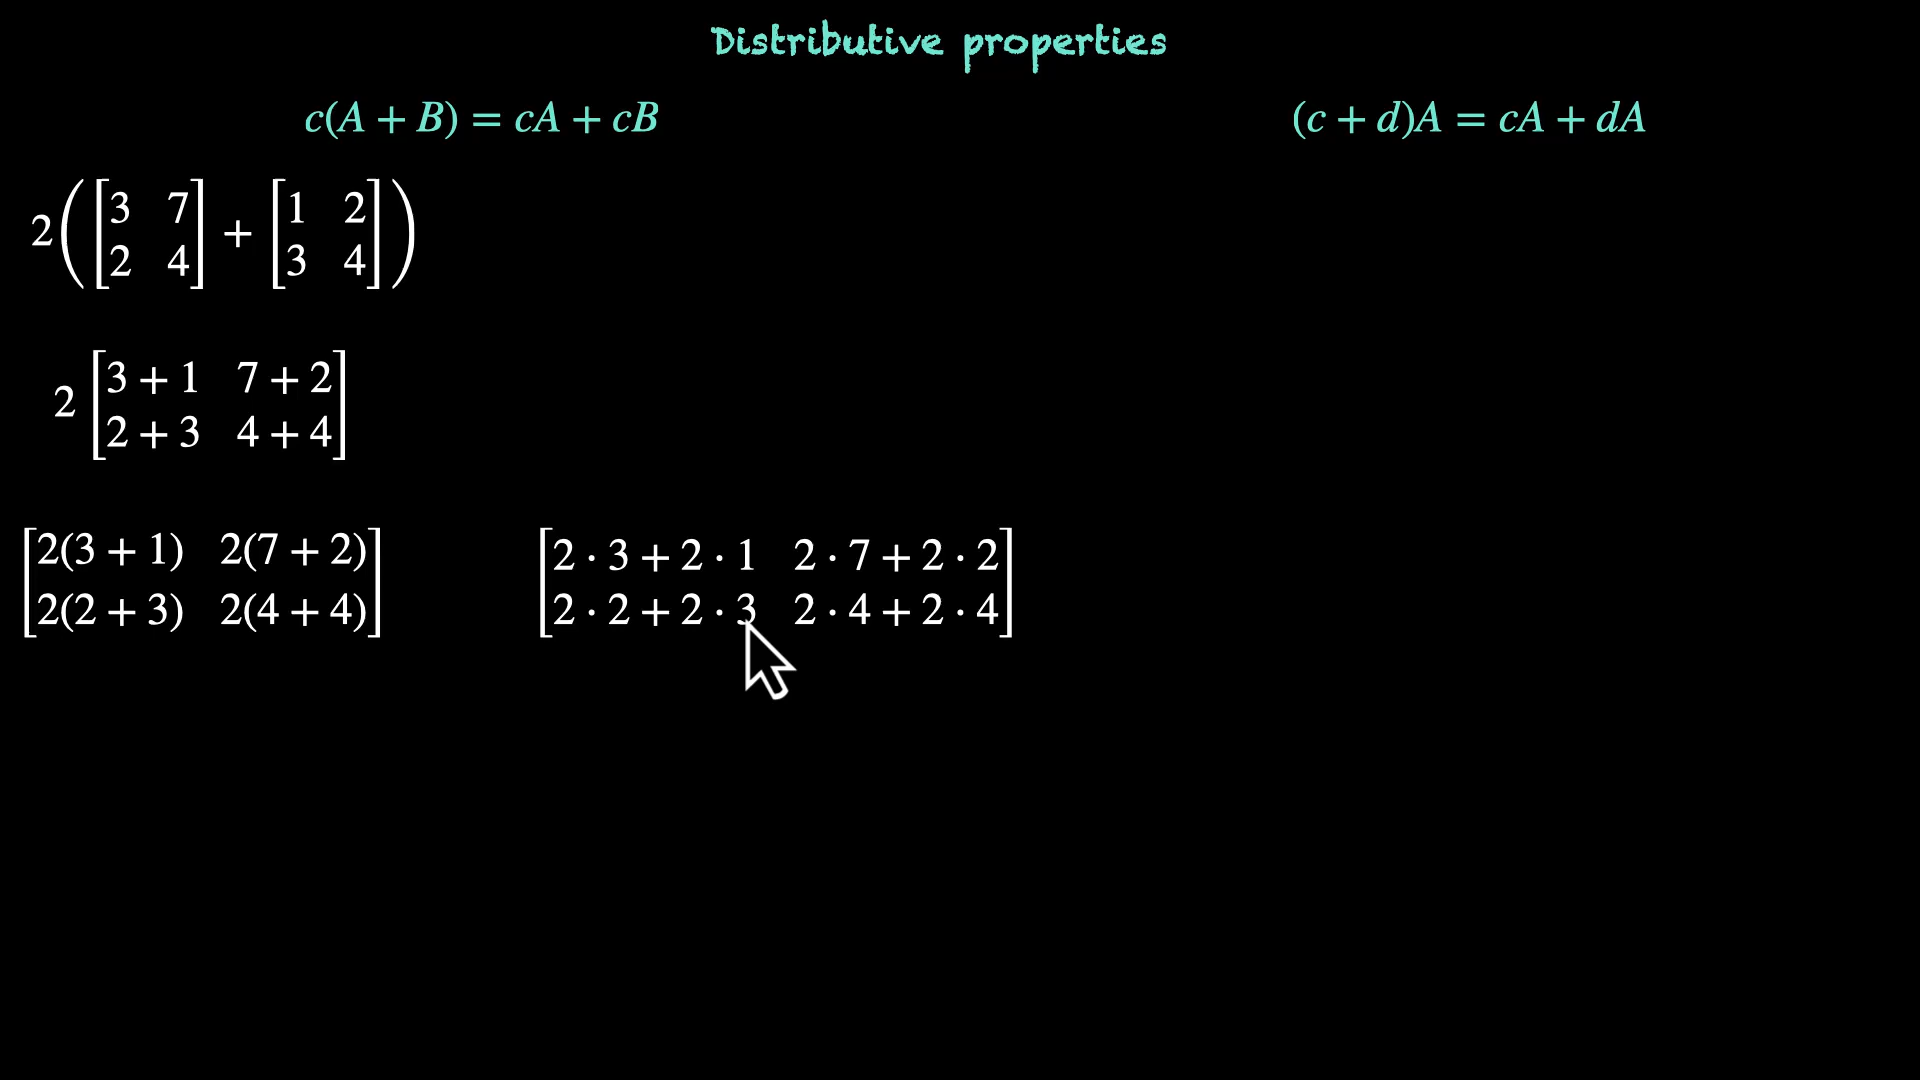 Distributive properties
c(A + B) = cA + cB
(c + d)A = cA + dA
2([3 7] + [1 2])
[2 4] [3 4]
2 [3 + 1 7 + 2]
[2 + 3 4 + 4]
[2(3 + 1) 2(7 + 2)]
[2(2 + 3) 2(4 + 4)]
[2 · 3 + 2 · 1 2 · 7 + 2 · 2]
[2 · 2 + 2 · 3 2 · 4 + 2 · 4]